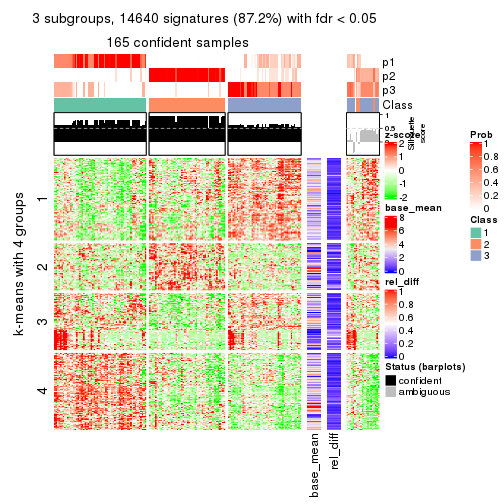 3 subgroups, 14640 signatures (87.2%) with fdr < 0.05
165 confident samples
p1
p2
p3
Class
1
0.5
0
Silhouette
score
k-means with 4 groups
1
2
3
4
base_mean
rel_diff
z-score
2
1
0
-1
-2
base_mean
8
6
4
2
0
rel_diff
1
0.8
0.6
0.4
0.2
0
Status (barplots)
confident
ambiguous
Prob
1
0.8
0.6
0.4
0.2
0
Class
1
2
3